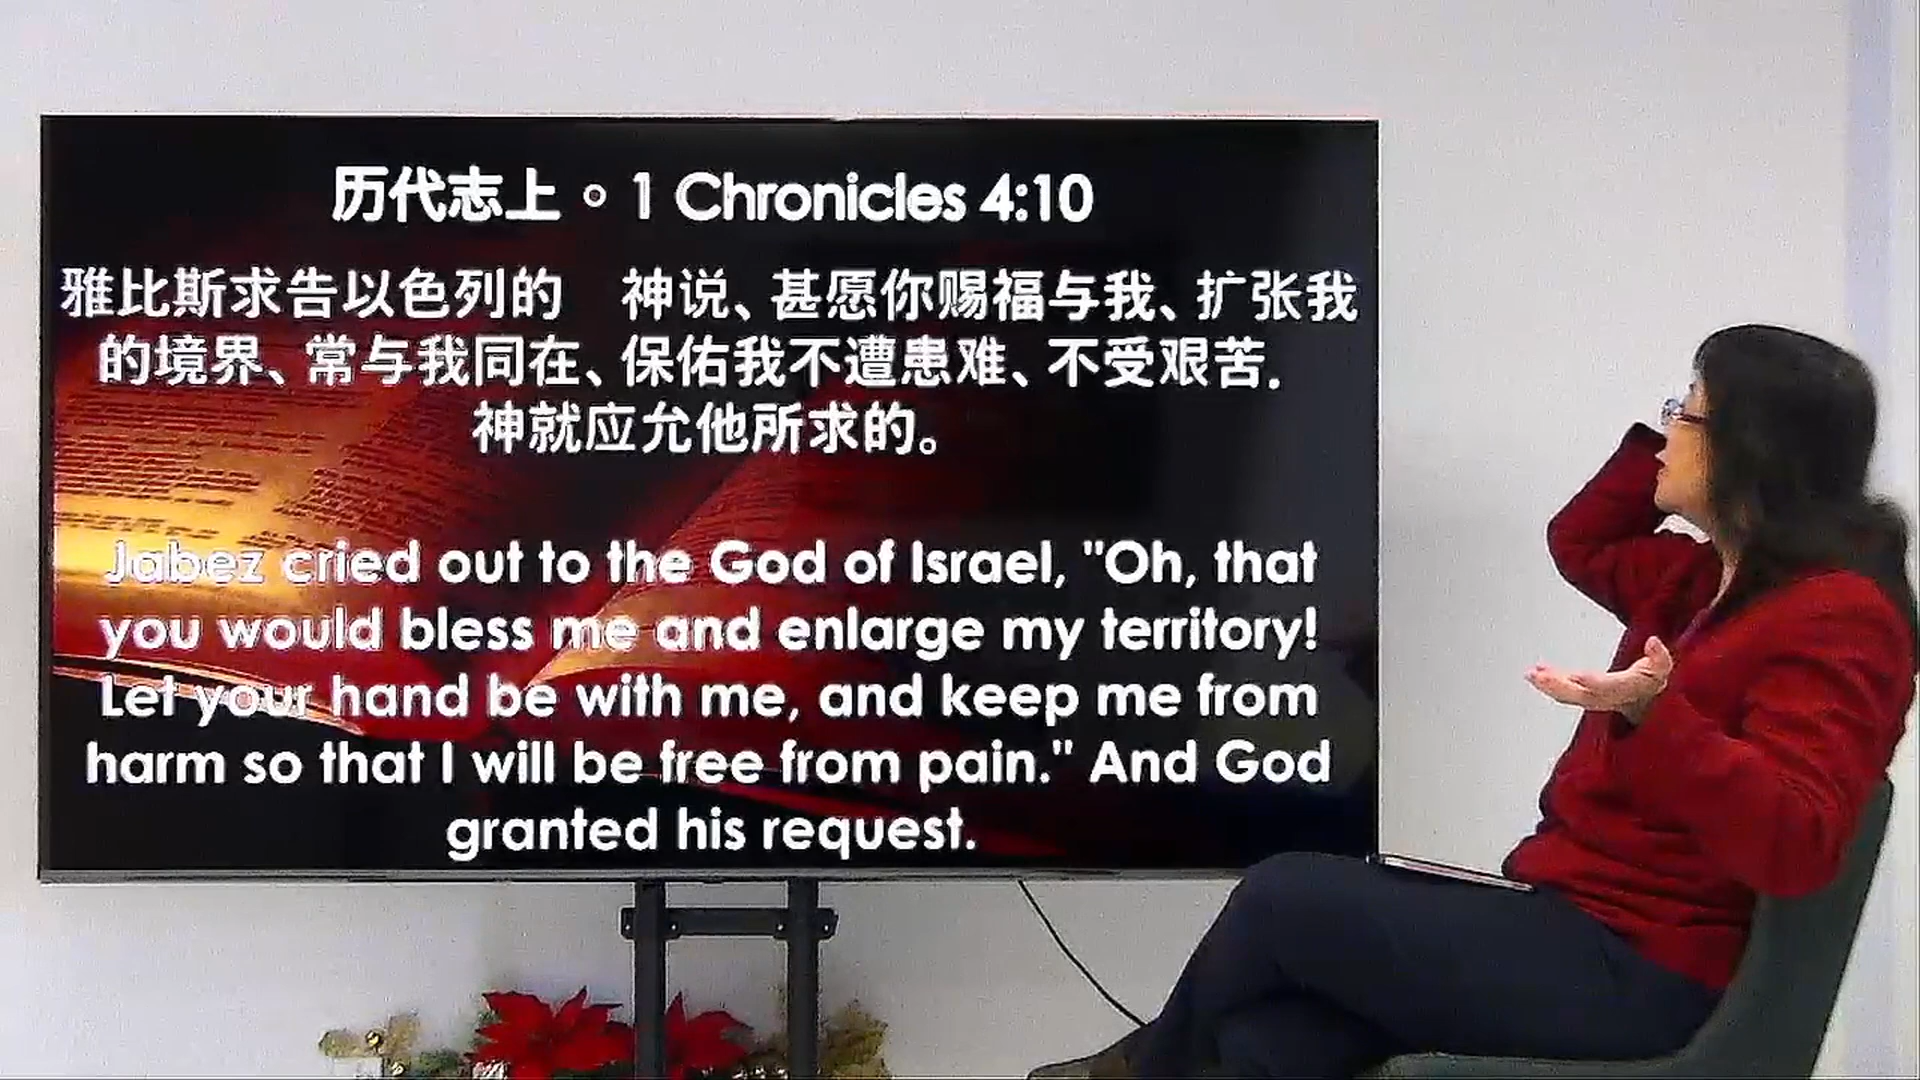 历代志上。1 Chronicles 4:10
雅比斯求告以色列的　神说、甚愿你赐福与我、扩张我
的境界、常与我同在、保佑我不遭患难、不受艰苦.
神就应允他所求的。
Jabez cried out to the God of Israel, "Oh, that
you would bless me and enlarge my territory!
Let your hand be with me, and keep me from
harm so that I will be free from pain." And God
granted his request.